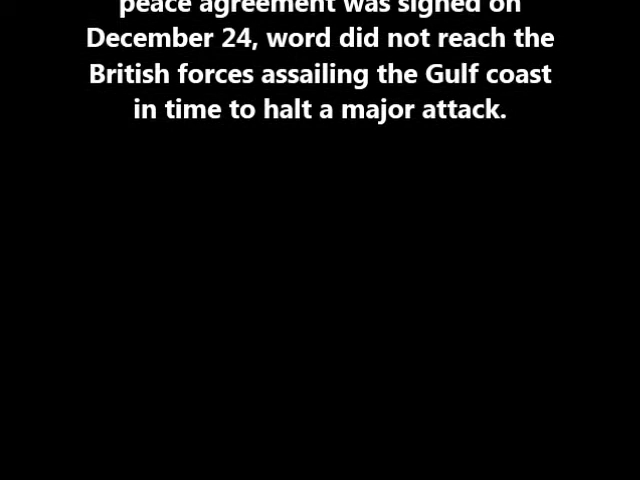 peace agreement was signed on
December 24, word did not reach the
British forces assailing the Gulf coast
in time to halt a major attack.